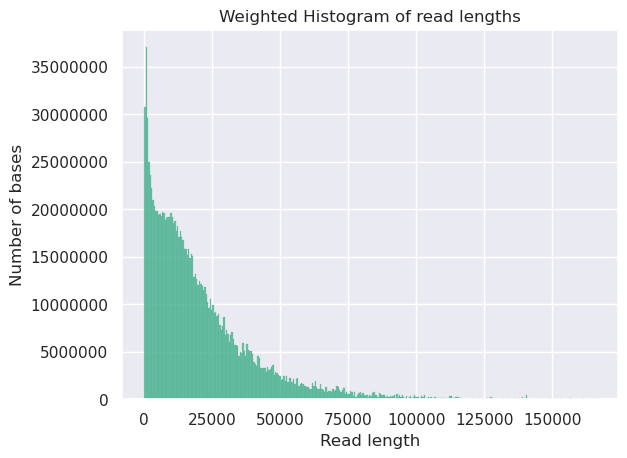 Weighted Histogram of read lengths
Number of bases
35000000
30000000
25000000
20000000
15000000
10000000
5000000
0
0 25000 50000 75000 100000 125000 150000
Read length